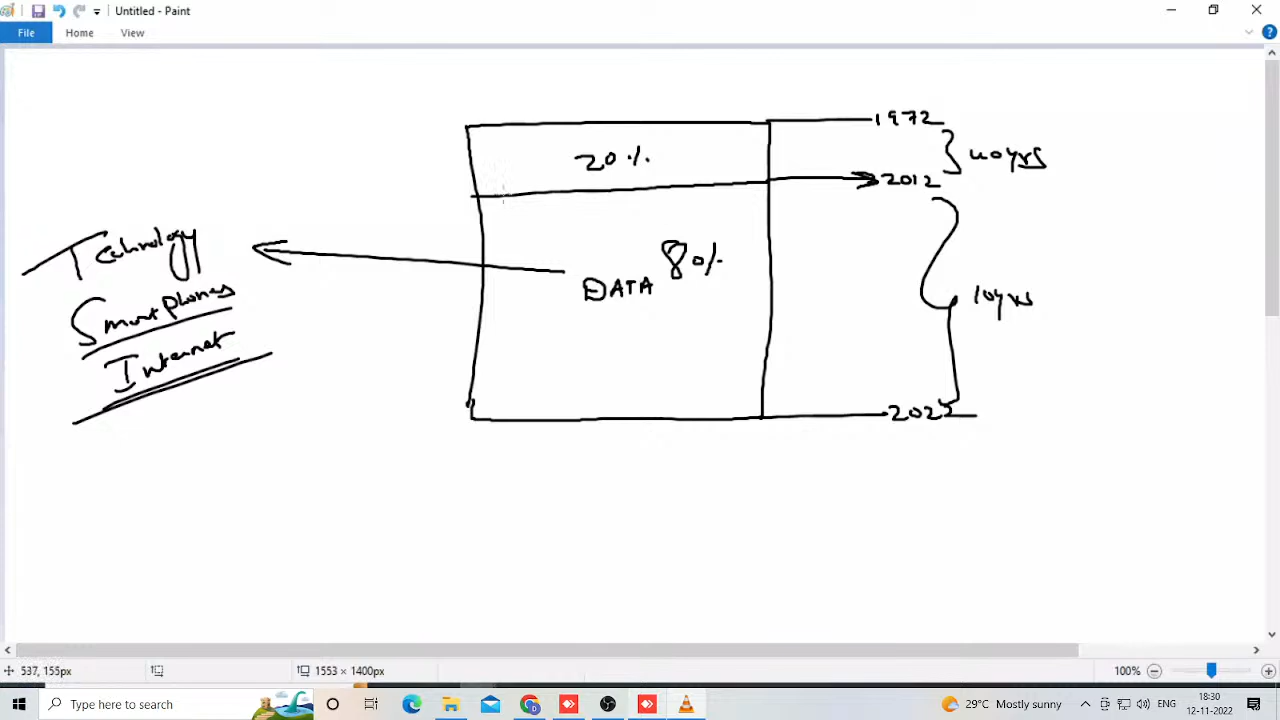 Untitled - Paint
File Home View
1972
20%
40yrs
2012
Technology
80%
DATA
Smartphones
10yrs
Internet
2022
537, 155px
1553 × 1400px
100%
Type here to search
29°C Mostly sunny
ENG
18:30
12-11-2022